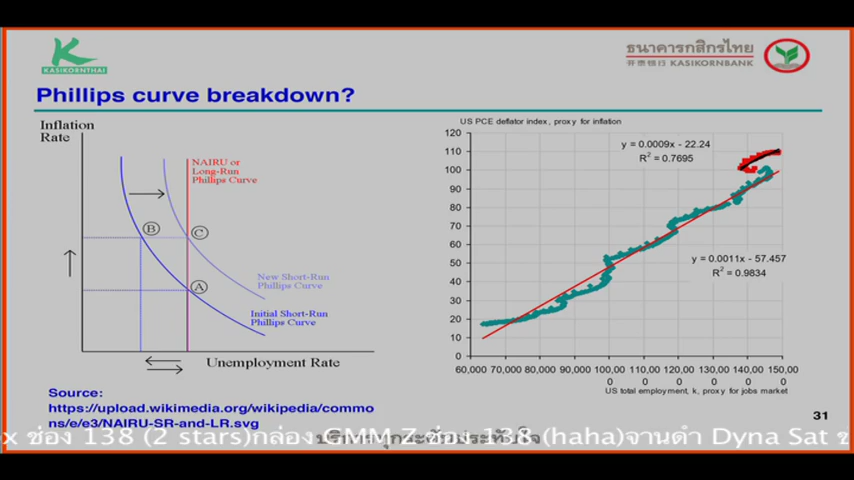 KASIKORNTHAI
ธนาคารกสิกรไทย
KASIKORNBANK
Phillips curve breakdown?
Inflation
Rate
NAIRU or
Long-Run
Phillips Curve
B
C
A
New Short-Run
Phillips Curve
Initial Short-Run
Phillips Curve
Unemployment Rate
US PCE deflator index, proxy for inflation
120
110
100
90
80
70
60
50
40
30
20
10
0
y = 0.0009x - 22.24
R2 = 0.7695
y = 0.0011x - 57.457
R2 = 0.9834
60,000 70,000 80,000 90,000 100,00 110,00 120,00 130,00 140,00 150,00
0 0 0 0 0 0
US total employment, k, proxy for jobs market
Source:
https://upload.wikimedia.org/wikipedia/commo
ns/e/e3/NAIRU-SR-and-LR.svg
31
x ช่อง 138 (2 stars)กล่อง GMM Z ช่อง 138 (haha)จานดำ Dyna Sat ช